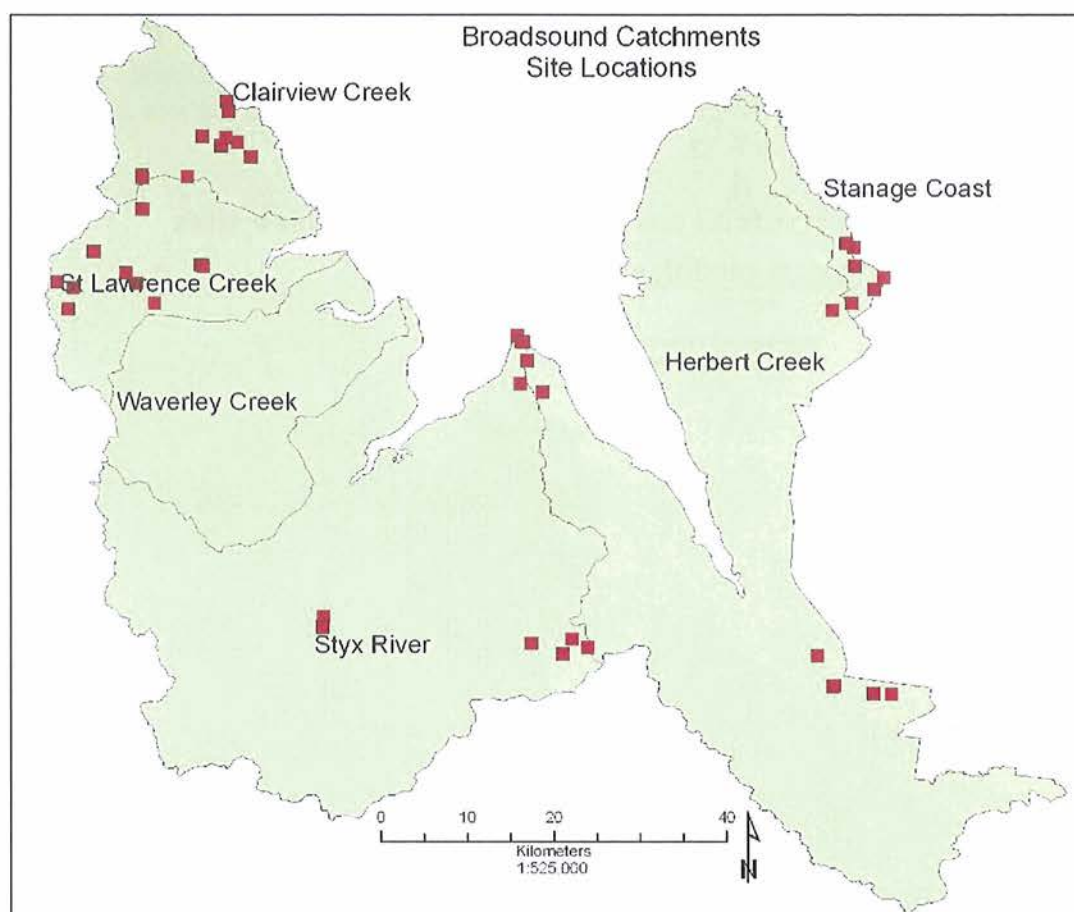 Broadsound Catchments
Site Locations
Clairview Creek
Stanage Coast
St Lawrence Creek
Herbert Creek
Waverley Creek
Styx River
0 20 40
Kilometers
1:525,000
N